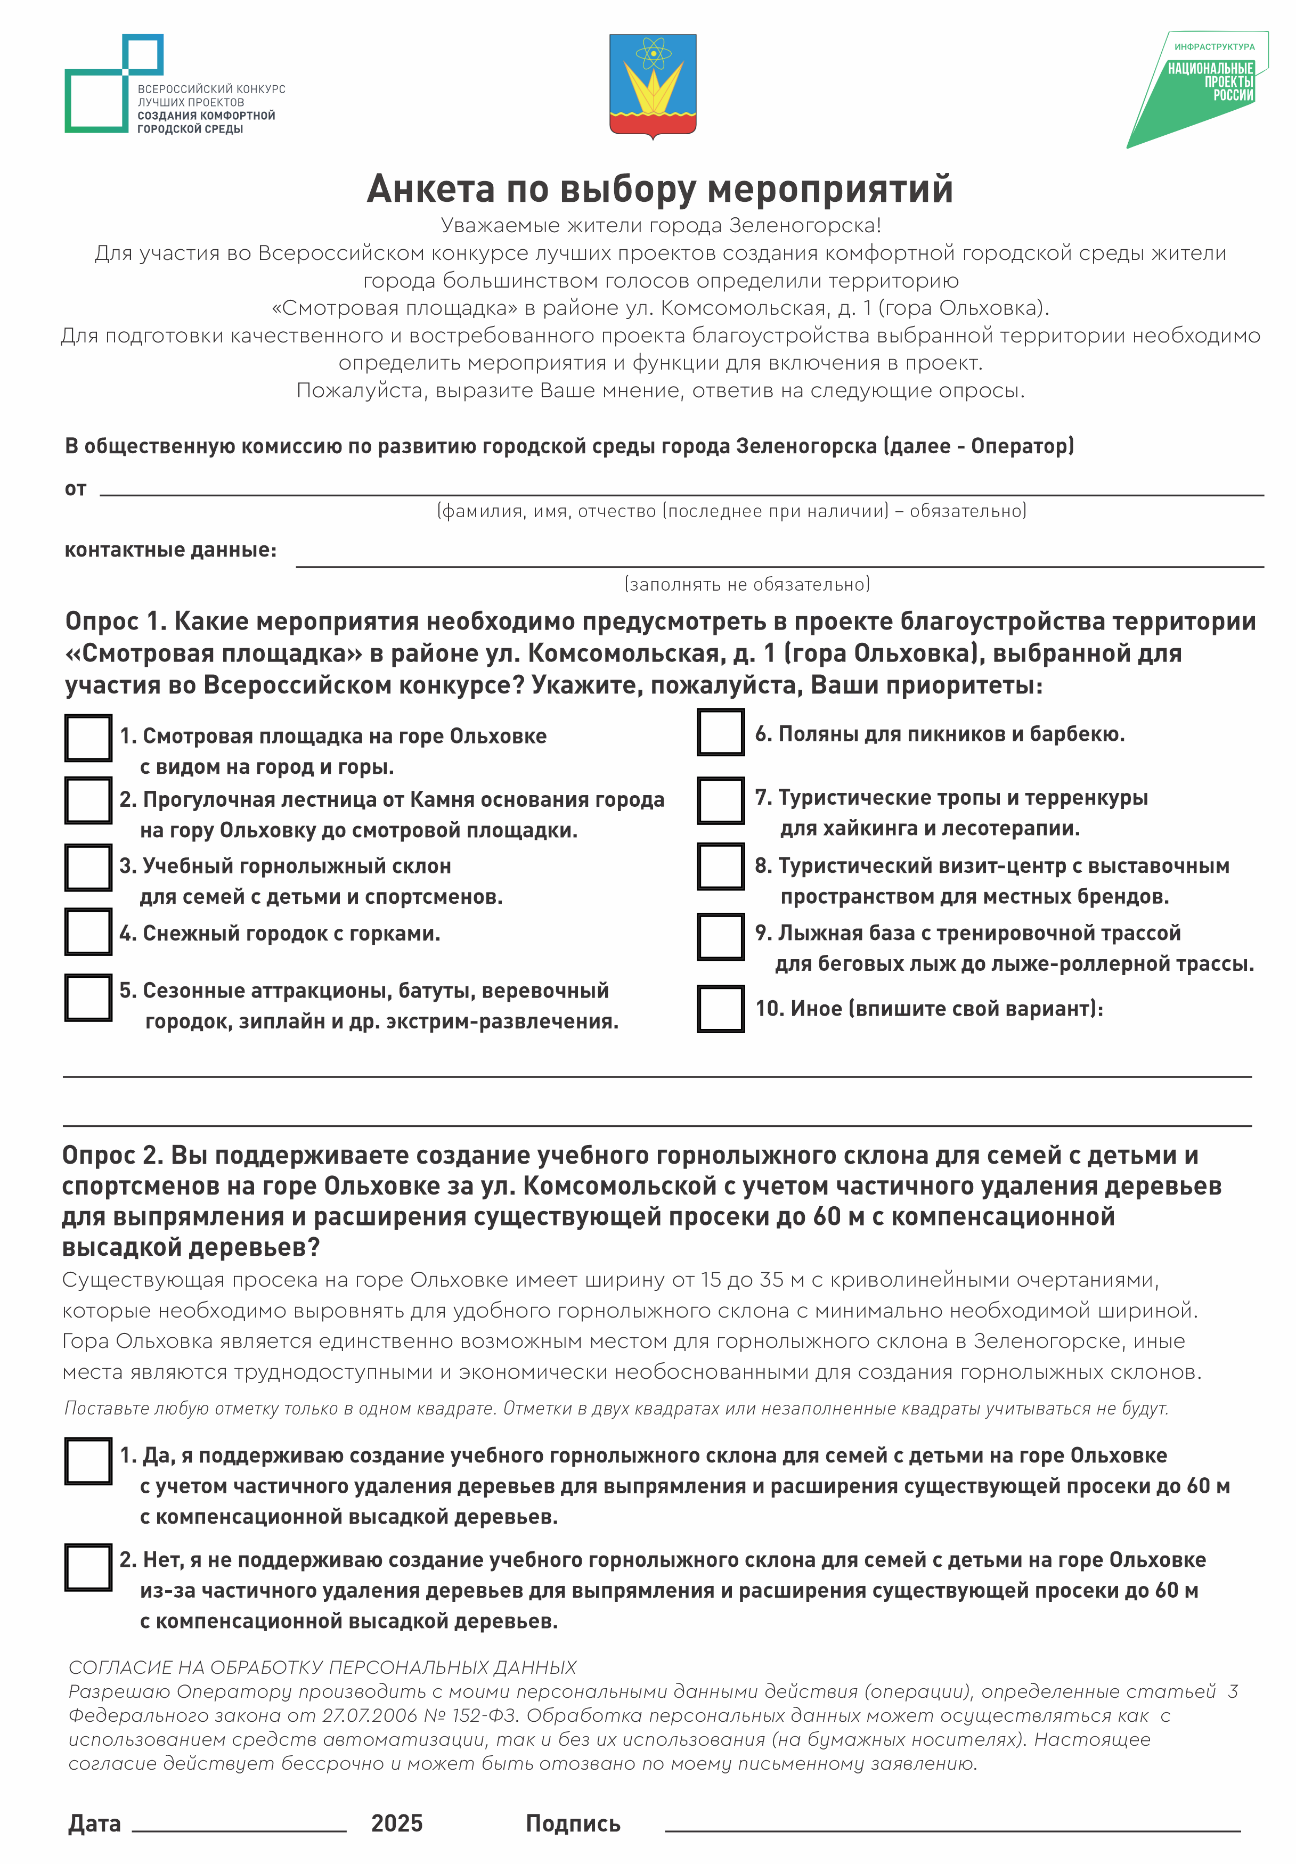 ВСЕРОССИЙСКИЙ КОНКУРС
ЛУЧШИХ ПРОЕКТОВ
СОЗДАНИЯ КОМФОРТНОЙ
ГОРОДСКОЙ СРЕДЫ
ИНФРАСТРУКТУРА
НАЦИОНАЛЬНЫЕ
ПРОЕКТЫ
РОССИИ
Анкета по выбору мероприятий
Уважаемые жители города Зеленогорска!
Для участия во Всероссийском конкурсе лучших проектов создания комфортной городской среды жители
города большинством голосов определили территорию
«Смотровая площадка» в районе ул. Комсомольская, д. 1 (гора Ольховка).
Для подготовки качественного и востребованного проекта благоустройства выбранной территории необходимо
определить мероприятия и функции для включения в проект.
Пожалуйста, выразите Ваше мнение, ответив на следующие опросы.
В общественную комиссию по развитию городской среды города Зеленогорска (далее - Оператор)
от
(фамилия, имя, отчество (последнее при наличии) – обязательно)
контактные данные:
(заполнять не обязательно)
Опрос 1. Какие мероприятия необходимо предусмотреть в проекте благоустройства территории
«Смотровая площадка» в районе ул. Комсомольская, д. 1 (гора Ольховка), выбранной для
участия во Всероссийском конкурсе? Укажите, пожалуйста, Ваши приоритеты:
1. Смотровая площадка на горе Ольховке
с видом на город и горы.
2. Прогулочная лестница от Камня основания города
на гору Ольховку до смотровой площадки.
3. Учебный горнолыжный склон
для семей с детьми и спортсменов.
4. Снежный городок с горками.
5. Сезонные аттракционы, батуты, веревочный
городок, зиплайн и др. экстрим-развлечения.
6. Поляны для пикников и барбекю.
7. Туристические тропы и терренкуры
для хайкинга и лесотерапии.
8. Туристический визит-центр с выставочным
пространством для местных брендов.
9. Лыжная база с тренировочной трассой
для беговых лыж до лыже-роллерной трассы.
10. Иное (впишите свой вариант):
Опрос 2. Вы поддерживаете создание учебного горнолыжного склона для семей с детьми и
спортсменов на горе Ольховке за ул. Комсомольской с учетом частичного удаления деревьев
для выпрямления и расширения существующей просеки до 60 м с компенсационной
высадкой деревьев?
Существующая просека на горе Ольховке имеет ширину от 15 до 35 м с криволинейными очертаниями,
которые необходимо выровнять для удобного горнолыжного склона с минимально необходимой шириной.
Гора Ольховка является единственно возможным местом для горнолыжного склона в Зеленогорске, иные
места являются труднодоступными и экономически необоснованными для создания горнолыжных склонов.
Поставьте любую отметку только в одном квадрате. Отметки в двух квадратах или незаполненные квадраты учитываться не будут.
1. Да, я поддерживаю создание учебного горнолыжного склона для семей с детьми на горе Ольховке
с учетом частичного удаления деревьев для выпрямления и расширения существующей просеки до 60 м
с компенсационной высадкой деревьев.
2. Нет, я не поддерживаю создание учебного горнолыжного склона для семей с детьми на горе Ольховке
из-за частичного удаления деревьев для выпрямления и расширения существующей просеки до 60 м
с компенсационной высадкой деревьев.
СОГЛАСИЕ НА ОБРАБОТКУ ПЕРСОНАЛЬНЫХ ДАННЫХ
Разрешаю Оператору производить с моими персональными данными действия (операции), определенные статьей 3
Федерального закона от 27.07.2006 № 152-ФЗ. Обработка персональных данных может осуществляться как с
использованием средств автоматизации, так и без их использования (на бумажных носителях). Настоящее
согласие действует бессрочно и может быть отозвано по моему письменному заявлению.
Дата 2025 Подпись